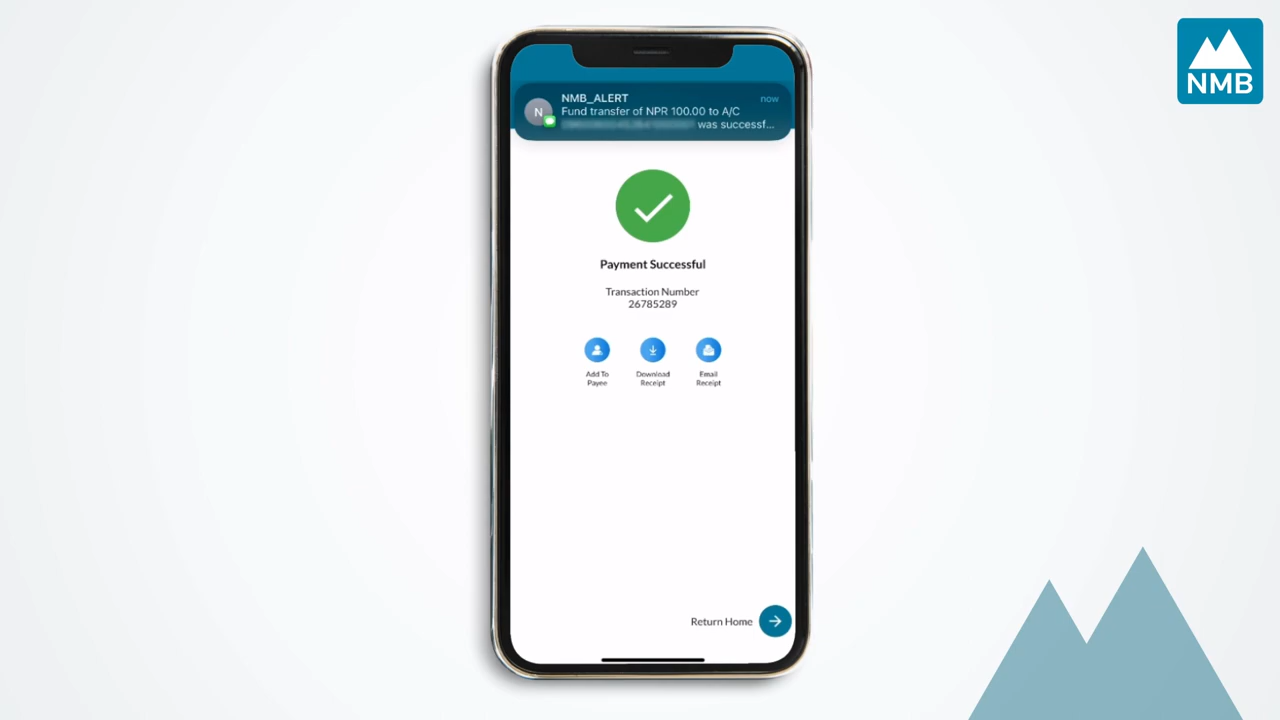 NMB
NMB_ALERT
now
Fund transfer of NPR 100.00 to A/C
was successf...
N
Payment Successful
Transaction Number
26785289
Add To
Payee
Download
Receipt
Email
Receipt
Return Home